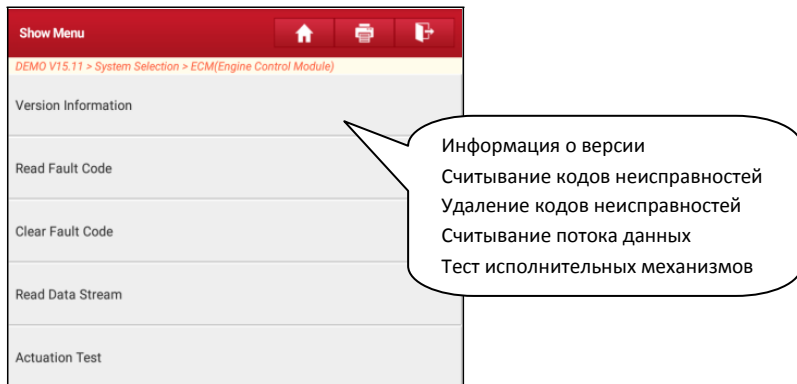 Show Menu
DEMO V15.11 > System Selection > ECM(Engine Control Module)
Version Information
Read Fault Code
Clear Fault Code
Read Data Stream
Actuation Test
Информация о версии
Считывание кодов неисправностей
Удаление кодов неисправностей
Считывание потока данных
Тест исполнительных механизмов